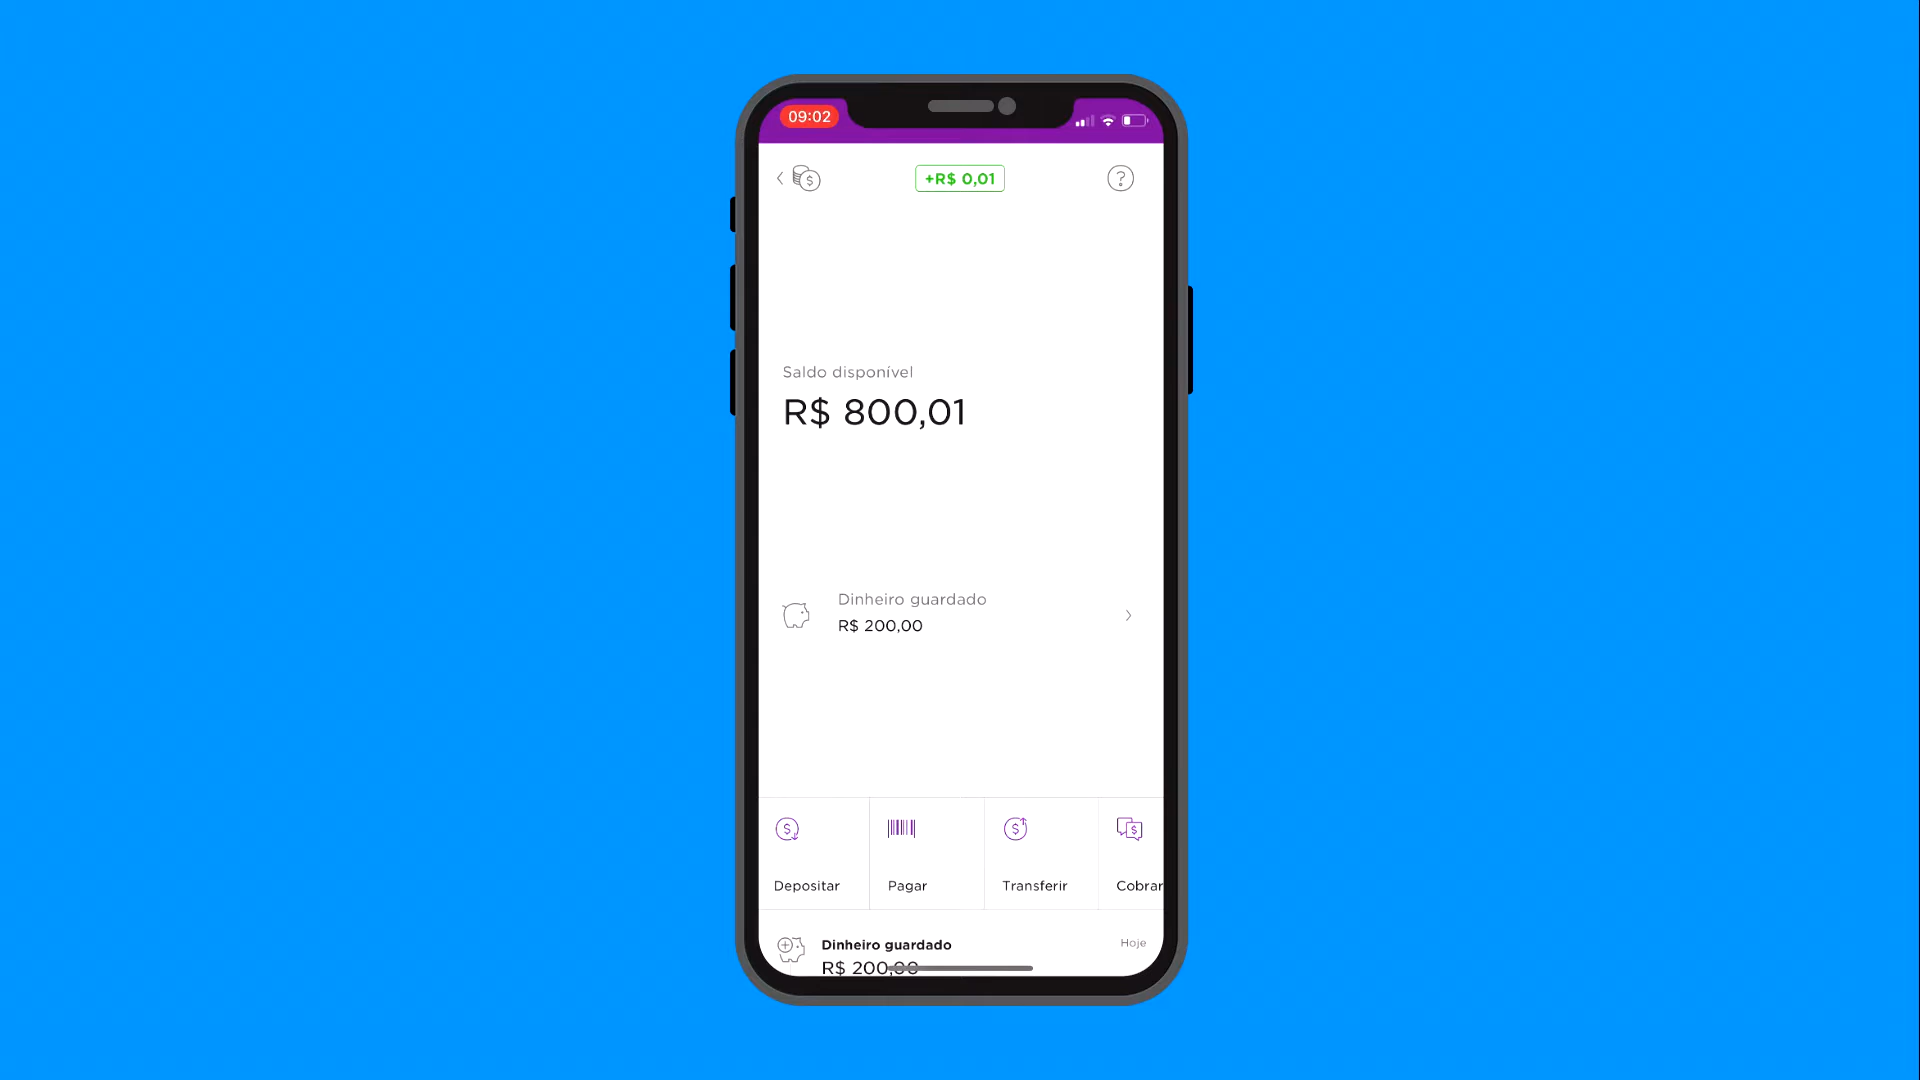 09:02
+R$ 0,01
?
Saldo disponível
R$ 800,01
Dinheiro guardado
R$ 200,00
Depositar
Pagar
Transferir
Cobrar
Dinheiro guardado
Hoje
R$ 200,00